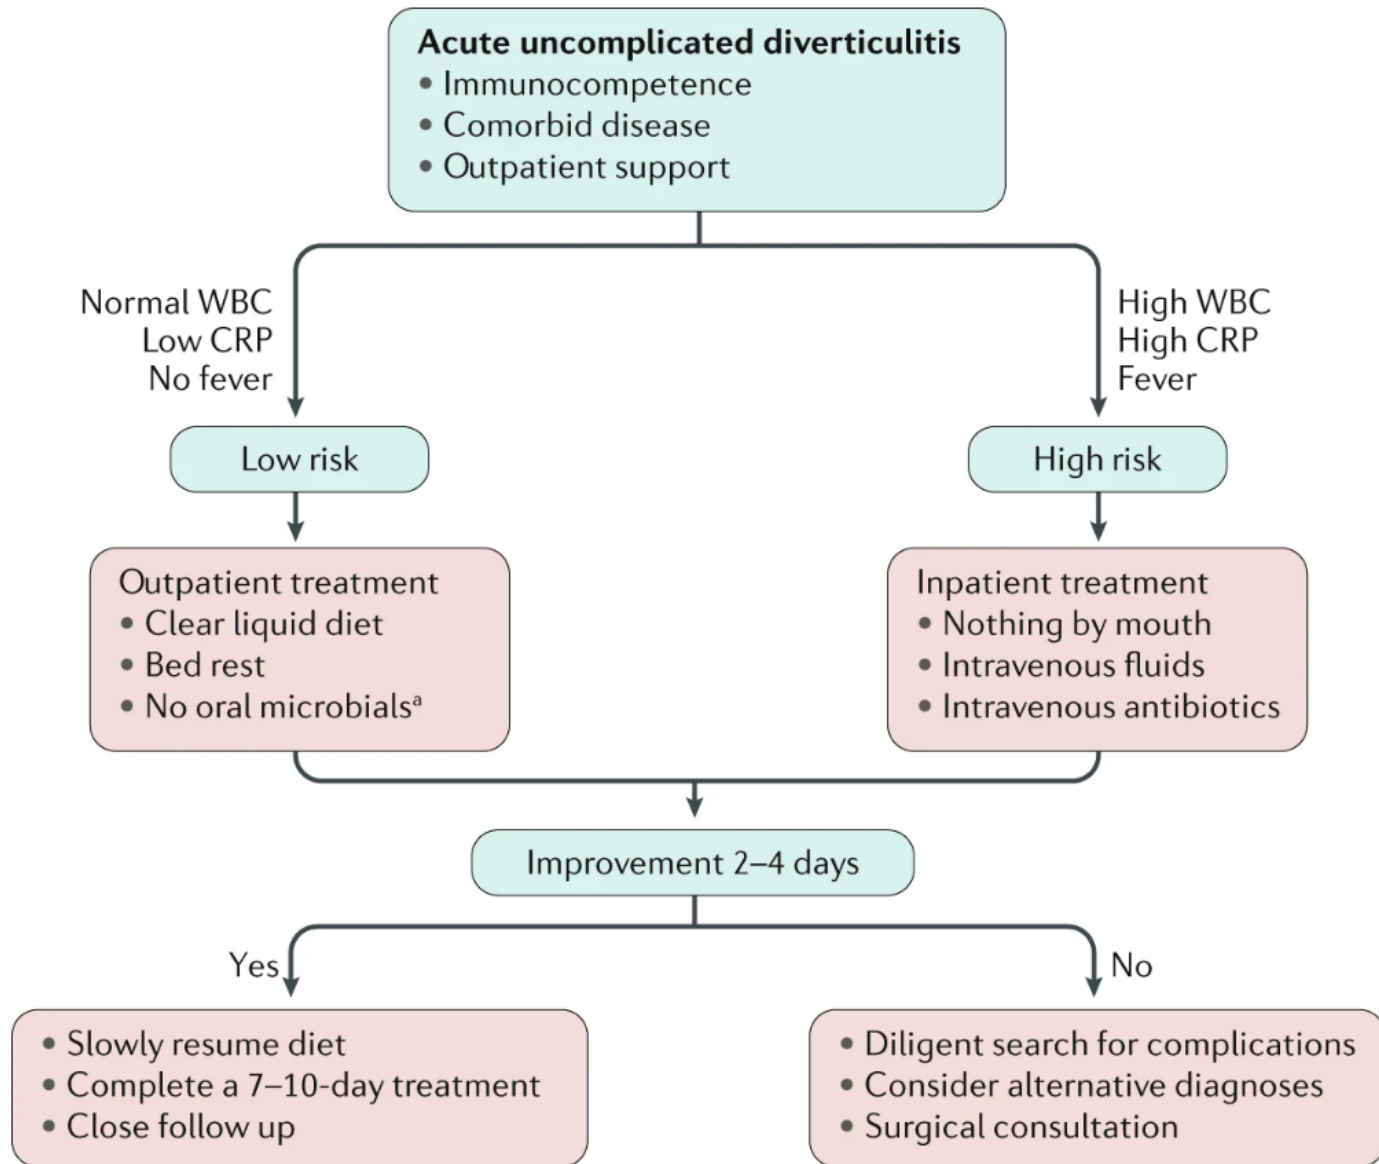 Acute uncomplicated diverticulitis
• Immunocompetence
• Comorbid disease
• Outpatient support
Normal WBC
Low CRP
No fever
High WBC
High CRP
Fever
Low risk
High risk
Outpatient treatment
• Clear liquid diet
• Bed rest
• No oral microbialsᵃ
Inpatient treatment
• Nothing by mouth
• Intravenous fluids
• Intravenous antibiotics
Improvement 2–4 days
Yes
No
• Slowly resume diet
• Complete a 7–10-day treatment
• Close follow up
• Diligent search for complications
• Consider alternative diagnoses
• Surgical consultation